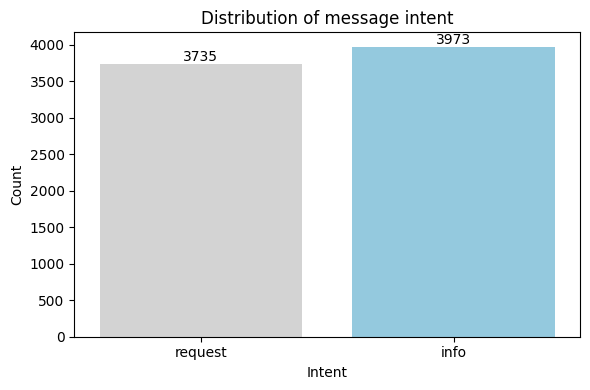 Distribution of message intent
3973
3735
4000
3500
3000
2500
2000
1500
1000
500
0
Count
request
info
Intent